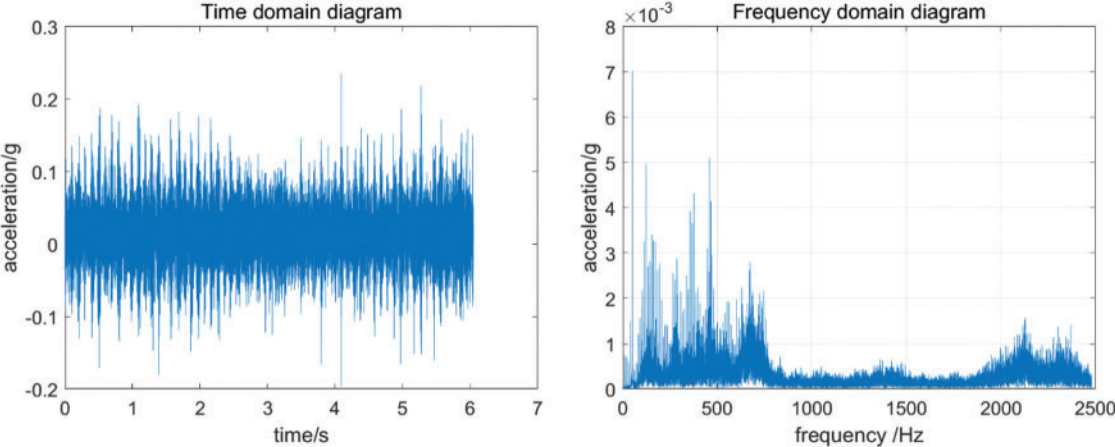 Time domain diagram
0.3
0.2
0.1
0
-0.1
-0.2
acceleration/g
0 1 2 3 4 5 6 7
time/s
Frequency domain diagram
×10⁻³
8
7
6
5
4
3
2
1
0
acceleration/g
0 500 1000 1500 2000 2500
frequency /Hz